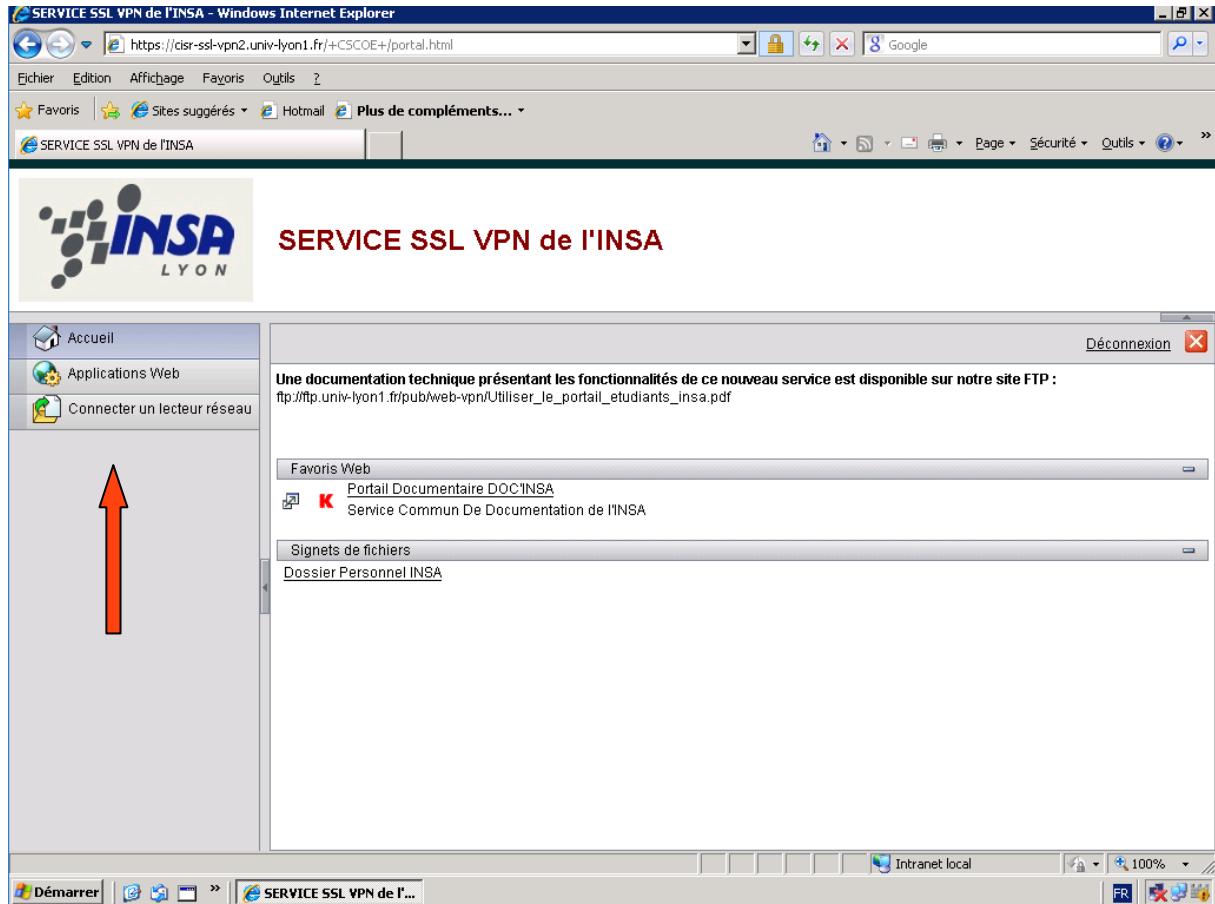 SERVICE SSL VPN de l'INSA - Windows Internet Explorer
https://cisr-ssl-vpn2.univ-lyon1.fr/+CSCOE+/portal.html
Google
Eichier Edition Affichage Favoris Outils ?
Favoris Sites suggérés Hotmail Plus de compléments...
SERVICE SSL VPN de l'INSA
Page Sécurité Outils »
INSA
LYON
SERVICE SSL VPN de l'INSA
Accueil
Applications Web
Connecter un lecteur réseau
Déconnexion
Une documentation technique présentant les fonctionnalités de ce nouveau service est disponible sur notre site FTP :
ftp://ftp.univ-lyon1.fr/pub/web-vpn/Utiliser_le_portail_etudiants_insa.pdf
Favoris Web
K Portail Documentaire DOC'INSA
Service Commun De Documentation de l'INSA
Signets de fichiers
Dossier Personnel INSA
Intranet local 100%
Démarrer » SERVICE SSL VPN de l'... FR